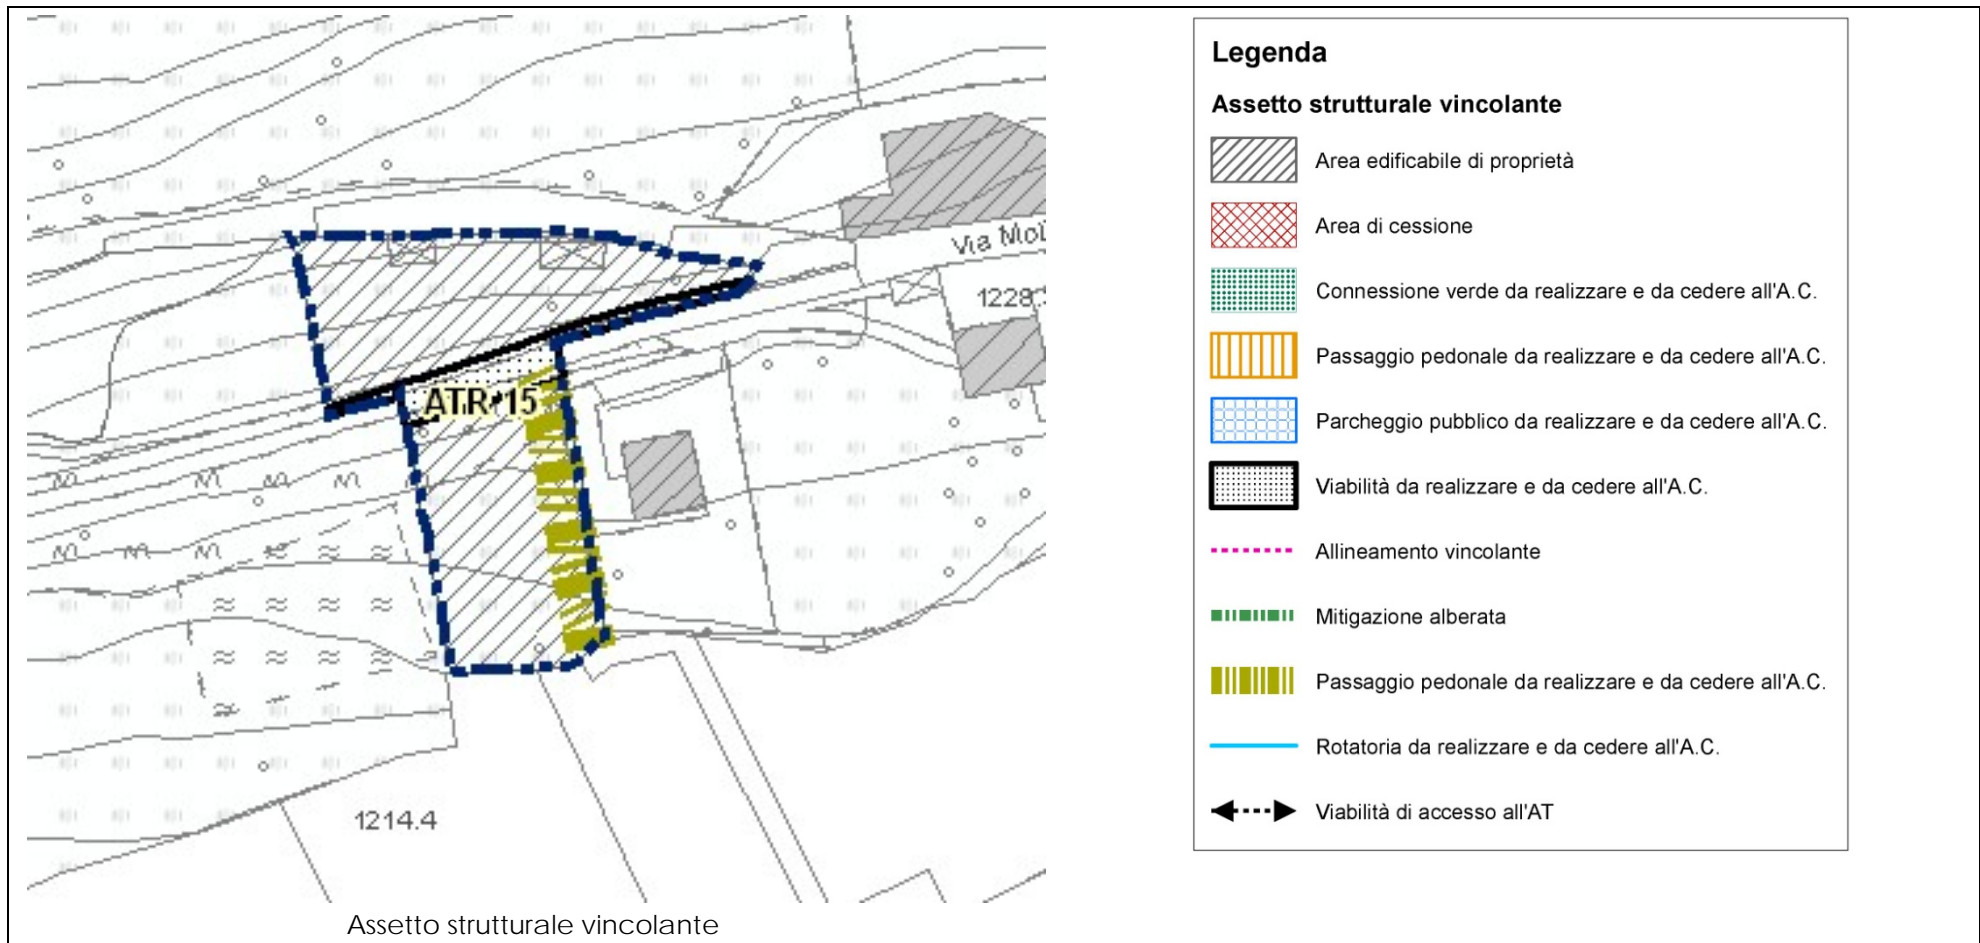 Via Mol
1228
ATR 15
1214.4
Assetto strutturale vincolante
Legenda
Assetto strutturale vincolante
Area edificabile di proprietà
Area di cessione
Connessione verde da realizzare e da cedere all'A.C.
Passaggio pedonale da realizzare e da cedere all'A.C.
Parcheggio pubblico da realizzare e da cedere all'A.C.
Viabilità da realizzare e da cedere all'A.C.
Allineamento vincolante
Mitigazione alberata
Passaggio pedonale da realizzare e da cedere all'A.C.
Rotatoria da realizzare e da cedere all'A.C.
Viabilità di accesso all'AT